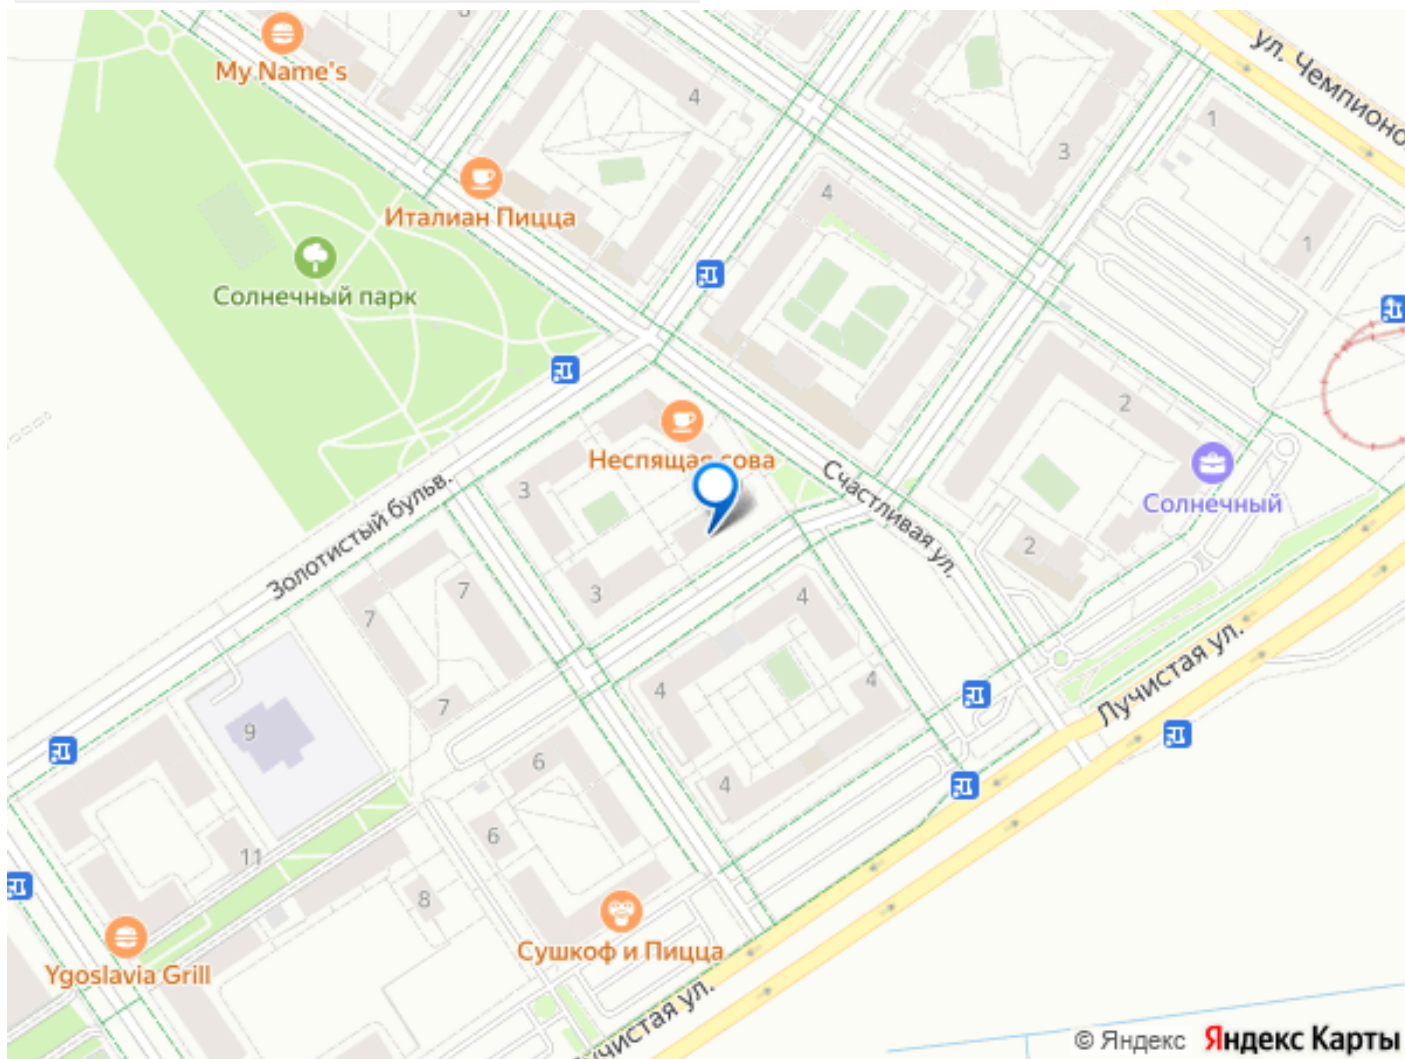 My Name's
4
ул. Чемпионо
1
3
Италиан Пицца
4
1
Солнечный парк
2
Неспящая сова
3
Счастливая ул.
Солнечный
Золотистый бульв.
2
7
7
3
4
4
4
Лучистая ул.
7
9
6
4
6
11
8
Сушкоф и Пицца
Ygoslavia Grill
учистая ул.
© Яндекс Яндекс Карты